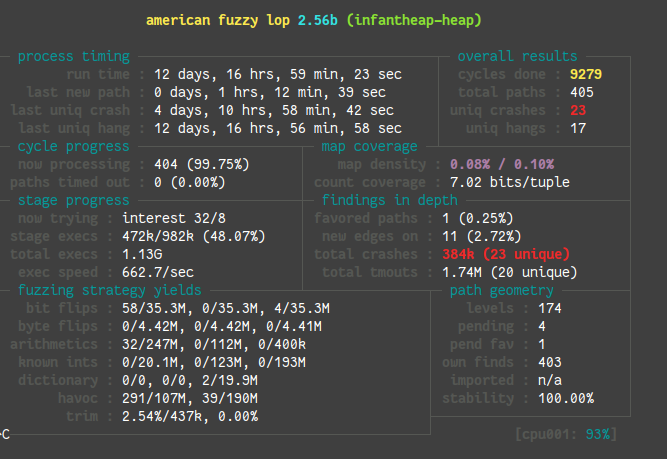 american fuzzy lop 2.56b (infantheap-heap)
process timing overall results
run time : 12 days, 16 hrs, 59 min, 23 sec cycles done : 9279
last new path : 0 days, 1 hrs, 12 min, 39 sec total paths : 405
last uniq crash : 4 days, 10 hrs, 58 min, 42 sec uniq crashes : 23
last uniq hang : 12 days, 16 hrs, 56 min, 58 sec uniq hangs : 17
cycle progress map coverage
now processing : 404 (99.75%) map density : 0.08% / 0.10%
paths timed out : 0 (0.00%) count coverage : 7.02 bits/tuple
stage progress findings in depth
now trying : interest 32/8 favored paths : 1 (0.25%)
stage execs : 472k/982k (48.07%) new edges on : 11 (2.72%)
total execs : 1.13G total crashes : 384k (23 unique)
exec speed : 662.7/sec total tmouts : 1.74M (20 unique)
fuzzing strategy yields path geometry
bit flips : 58/35.3M, 0/35.3M, 4/35.3M levels : 174
byte flips : 0/4.42M, 0/4.42M, 0/4.41M pending : 4
arithmetics : 32/247M, 0/112M, 0/400k pend fav : 1
known ints : 0/20.1M, 0/123M, 0/193M own finds : 403
dictionary : 0/0, 0/0, 2/19.9M imported : n/a
havoc : 291/107M, 39/190M stability : 100.00%
trim : 2.54%/437k, 0.00%
C [cpu001: 93%]